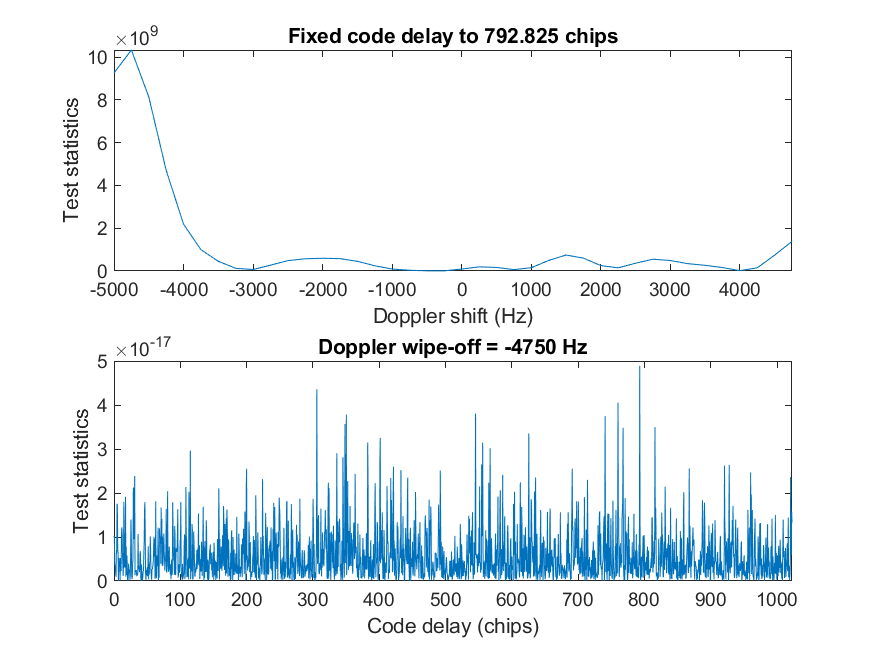 ×10⁹
Fixed code delay to 792.825 chips
10
8
6
4
2
0
Test statistics
-5000 -4000 -3000 -2000 -1000 0 1000 2000 3000 4000
Doppler shift (Hz)
×10⁻¹⁷
Doppler wipe-off = -4750 Hz
5
4
3
2
1
0
Test statistics
0 100 200 300 400 500 600 700 800 900 1000
Code delay (chips)